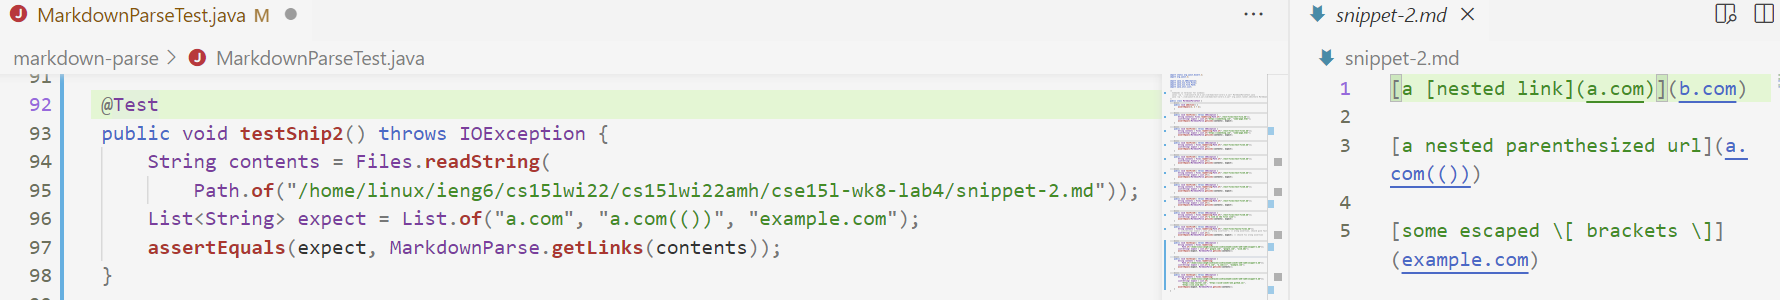 MarkdownParseTest.java M
markdown-parse > MarkdownParseTest.java
91
92 @Test
93 public void testSnip2() throws IOException {
94 String contents = Files.readString(
95 Path.of("/home/linux/ieng6/cs15lwi22/cs15lwi22amh/cse15l-wk8-lab4/snippet-2.md"));
96 List<String> expect = List.of("a.com", "a.com(())", "example.com");
97 assertEquals(expect, MarkdownParse.getLinks(contents));
98 }
snippet-2.md
snippet-2.md
1 [a [nested link](a.com)](b.com)
2
3 [a nested parenthesized url](a.
com(()))
4
5 [some escaped \[ brackets \]]
(example.com)